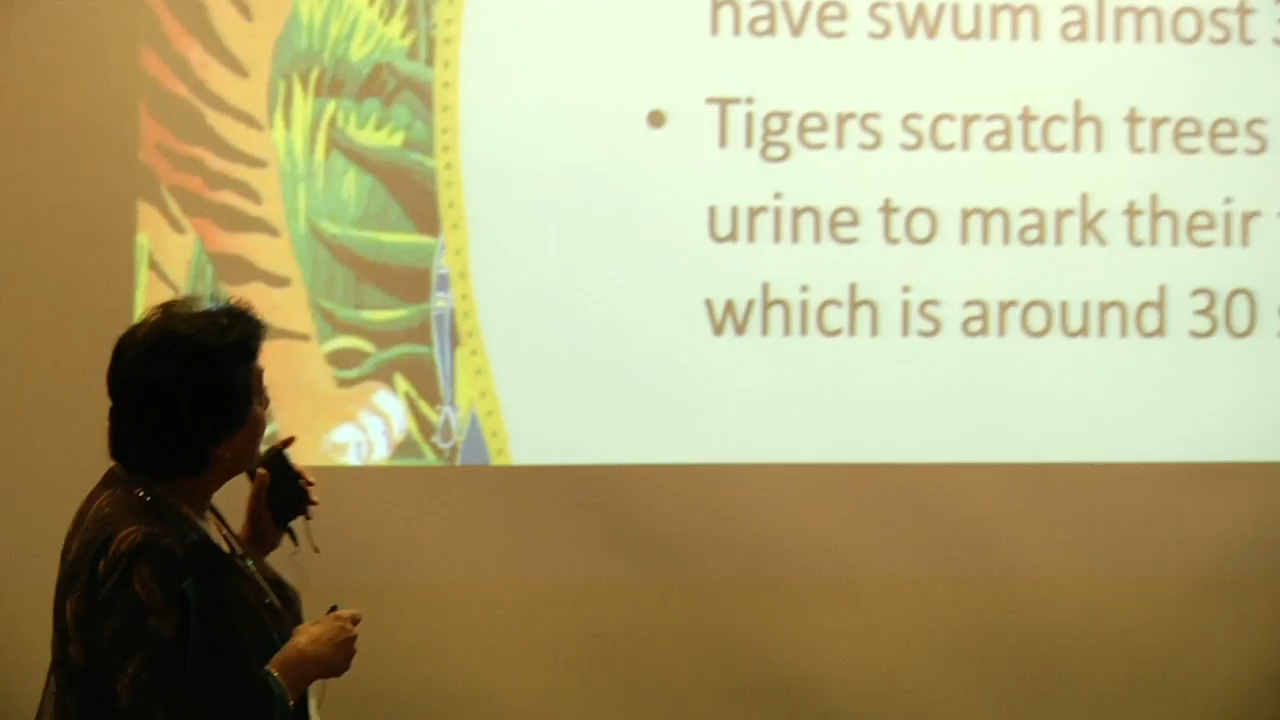 have swum almost
• Tigers scratch trees
urine to mark their
which is around 30